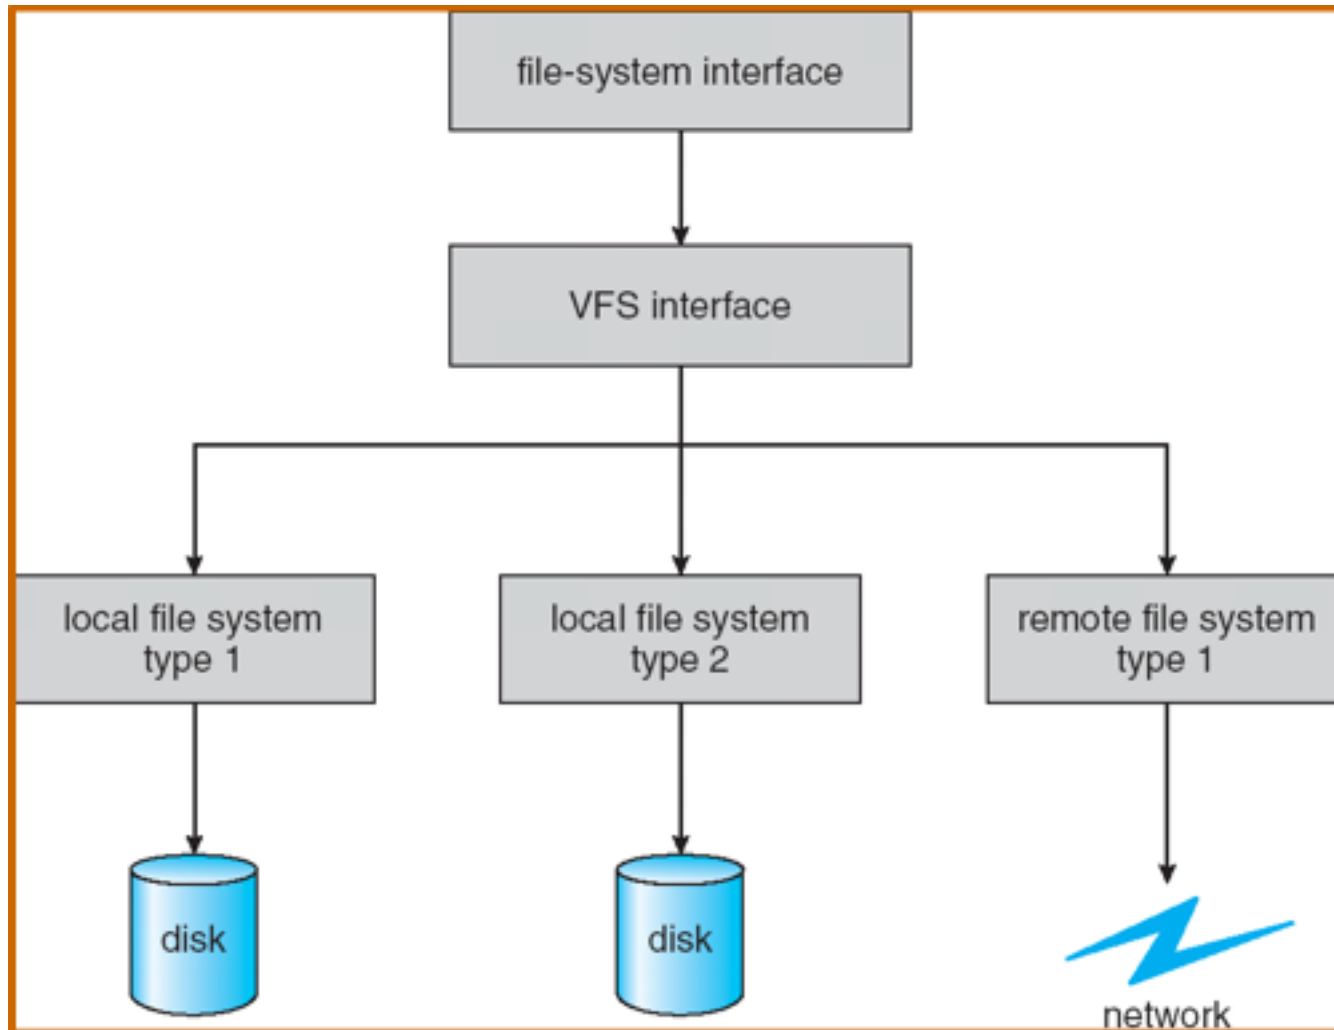 file-system interface
VFS interface
local file system
type 1
local file system
type 2
remote file system
type 1
disk
disk
network